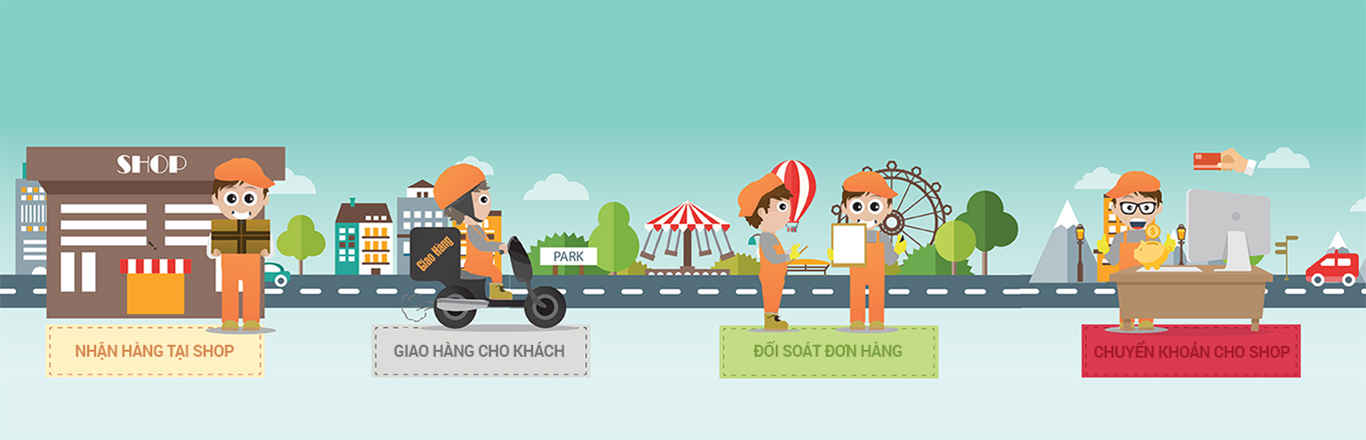 SHOP
Giao Hàng
PARK
NHẬN HÀNG TẠI SHOP
GIAO HÀNG CHO KHÁCH
ĐỐI SOÁT ĐƠN HÀNG
CHUYỂN KHOẢN CHO SHOP